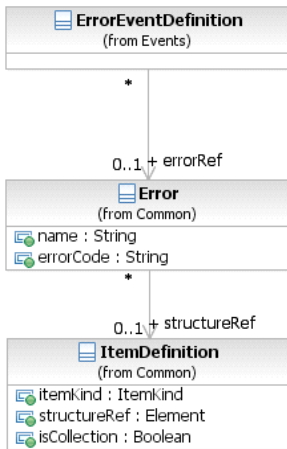 ErrorEventDefinition
(from Events)
*
0..1 + errorRef
Error
(from Common)
name : String
errorCode : String
*
0..1 + structureRef
ItemDefinition
(from Common)
itemKind : ItemKind
structureRef : Element
isCollection : Boolean